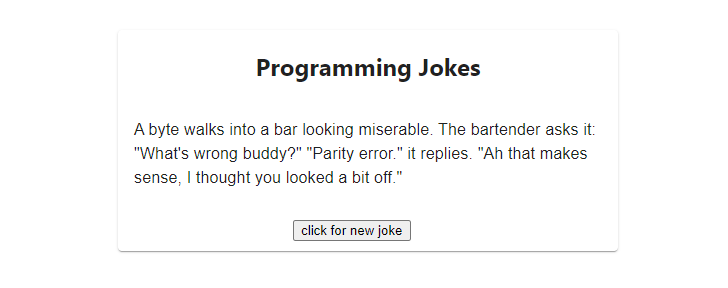 Programming Jokes
A byte walks into a bar looking miserable. The bartender asks it:
"What's wrong buddy?" "Parity error." it replies. "Ah that makes
sense, I thought you looked a bit off."
click for new joke